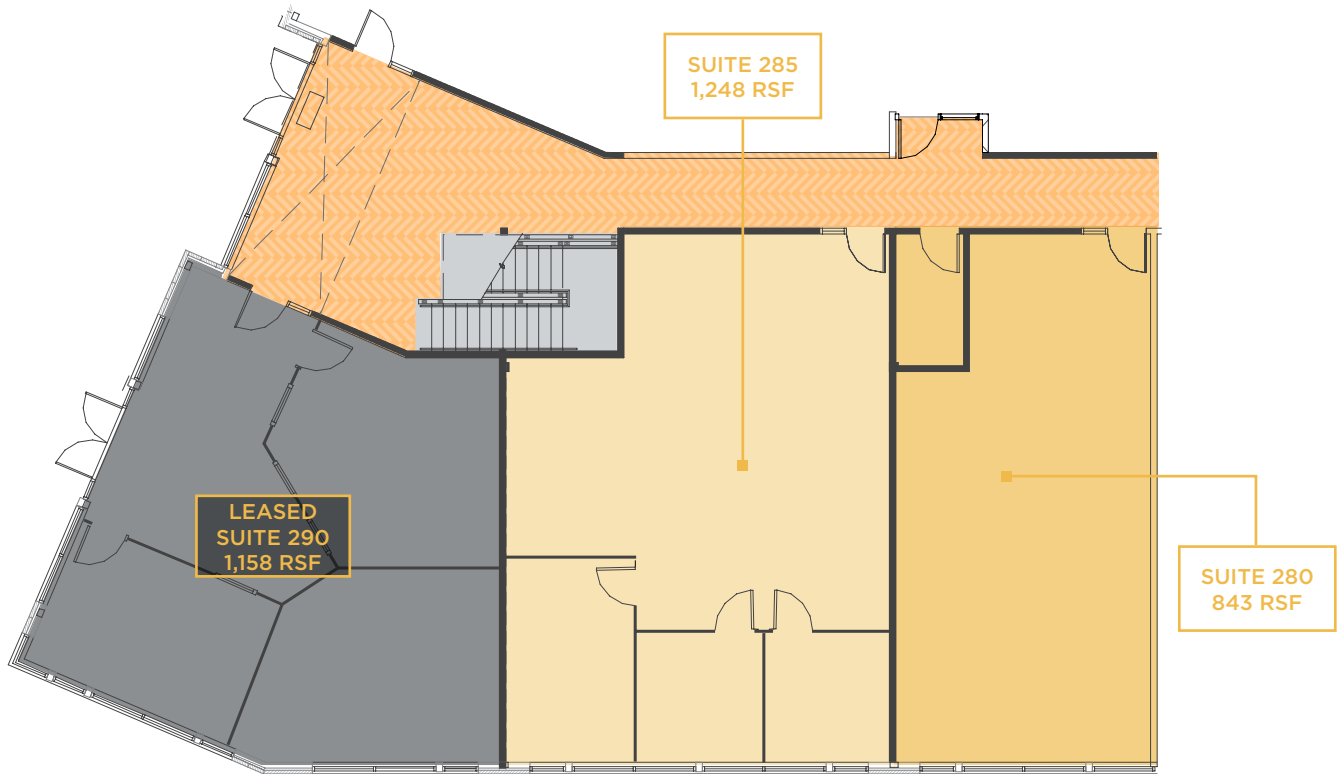 SUITE 285
1,248 RSF
LEASED
SUITE 290
1,158 RSF
SUITE 280
843 RSF